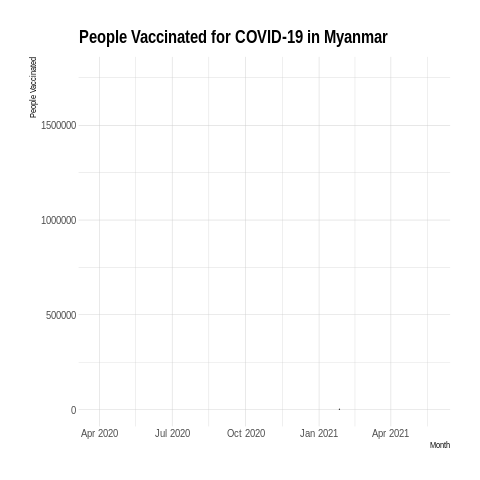 People Vaccinated for COVID-19 in Myanmar
People Vaccinated
1500000
1000000
500000
0
Apr 2020 Jul 2020 Oct 2020 Jan 2021 Apr 2021
Month